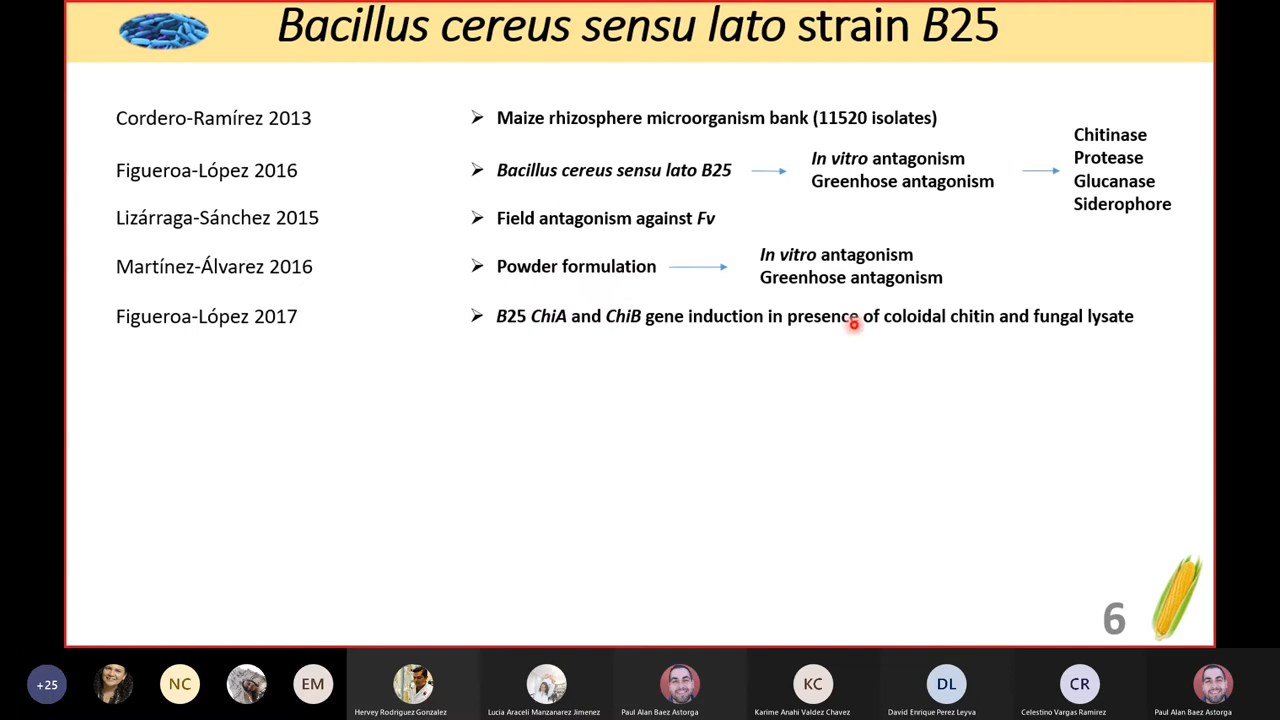 Bacillus cereus sensu lato strain B25
Cordero-Ramírez 2013
➢ Maize rhizosphere microorganism bank (11520 isolates)
Figueroa-López 2016
➢ Bacillus cereus sensu lato B25
In vitro antagonism
Greenhose antagonism
Chitinase
Protease
Glucanase
Siderophore
Lizárraga-Sánchez 2015
➢ Field antagonism against Fv
Martínez-Álvarez 2016
➢ Powder formulation
In vitro antagonism
Greenhose antagonism
Figueroa-López 2017
➢ B25 ChiA and ChiB gene induction in presence of coloidal chitin and fungal lysate
6
+25
NC
EM
Hervey Rodriguez Gonzalez
Lucia Araceli Manzanarez Jimenez
Paul Alan Baez Astorga
KC
Karime Anahi Valdez Chavez
DL
David Enrique Perez Leyva
CR
Celestino Vargas Ramirez
Paul Alan Baez Astorga